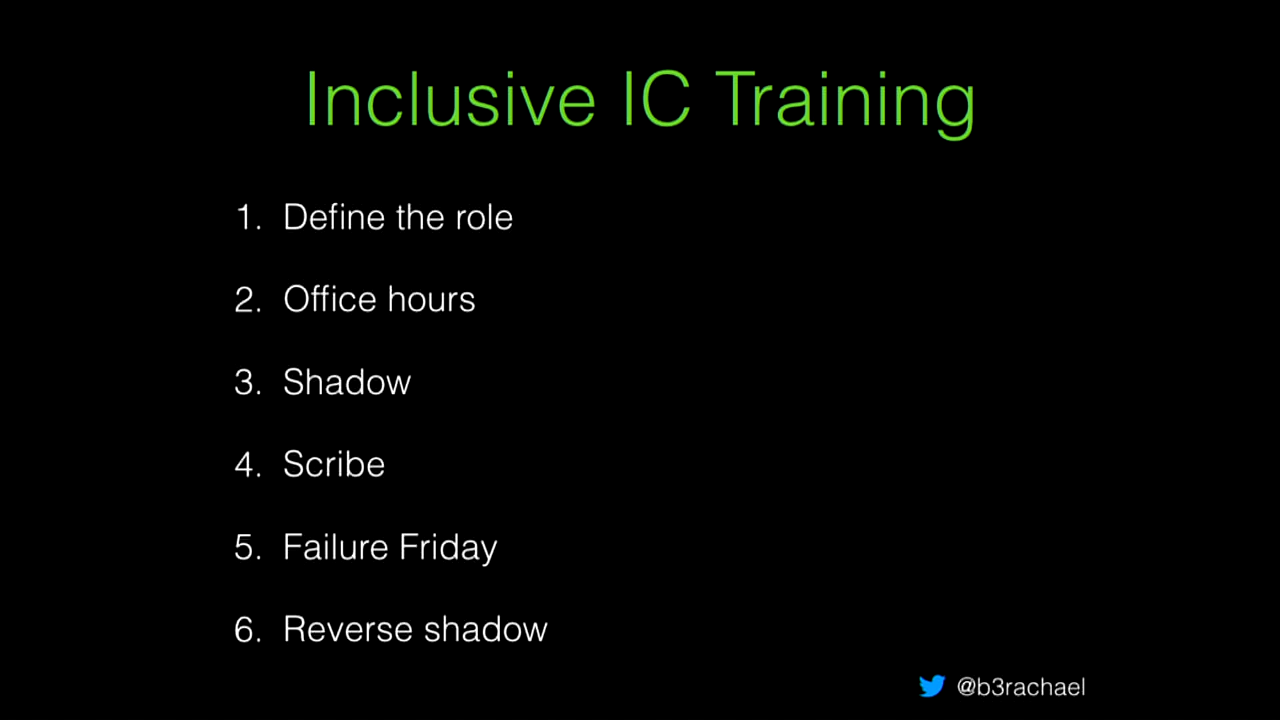 Inclusive IC Training
1. Define the role
2. Office hours
3. Shadow
4. Scribe
5. Failure Friday
6. Reverse shadow
@b3rachael